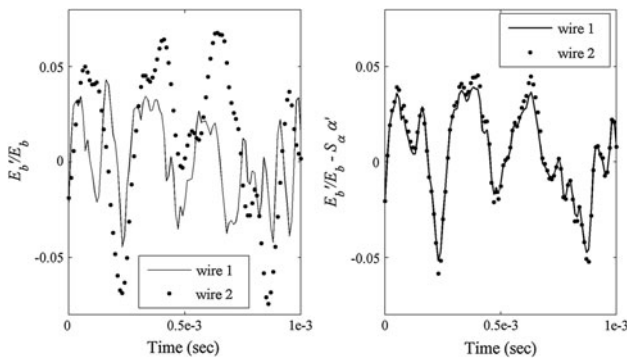 0.05
0
-0.05
E_b'/E_b
wire 1
wire 2
0
0.5e-3
1e-3
Time (sec)
0.05
0
-0.05
E_b'/E_b - S_α α'
wire 1
wire 2
0
0.5e-3
1e-3
Time (sec)